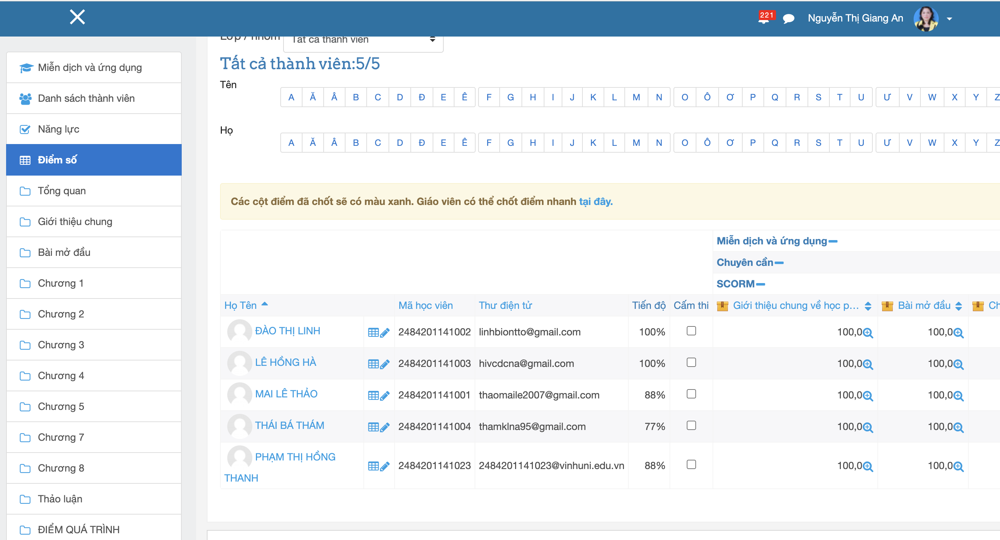 221 Nguyễn Thị Giang An
Lớp / nhóm Tất cả thành viên
Tất cả thành viên:5/5
Tên
A Ă Â B C D Đ E Ê F G H I J K L M N O Ô Ơ P Q R S T U Ư V W X Y Z
Họ
A Ă Â B C D Đ E Ê F G H I J K L M N O Ô Ơ P Q R S T U Ư V W X Y Z
Miễn dịch và ứng dụng
Danh sách thành viên
Năng lực
Điểm số
Tổng quan
Giới thiệu chung
Bài mở đầu
Chương 1
Chương 2
Chương 3
Chương 4
Chương 5
Chương 7
Chương 8
Thảo luận
ĐIỂM QUÁ TRÌNH
Các cột điểm đã chốt sẽ có màu xanh. Giáo viên có thể chốt điểm nhanh tại đây.
Miễn dịch và ứng dụng
Chuyên cần
SCORM
Họ Tên Mã học viên Thư điện tử Tiến độ Cấm thi Giới thiệu chung về học p... Bài mở đầu Ch
ĐÀO THỊ LINH 2484201141002 linhbiontto@gmail.com 100% 100,0 100,0
LÊ HỒNG HÀ 2484201141003 hivcdcna@gmail.com 100% 100,0 100,0
MAI LÊ THẢO 2484201141001 thaomaile2007@gmail.com 88% 100,0 100,0
THÁI BÁ THÁM 2484201141004 thamklna95@gmail.com 77% 100,0 100,0
PHẠM THỊ HỒNG THANH 2484201141023 2484201141023@vinhuni.edu.vn 88% 100,0 100,0